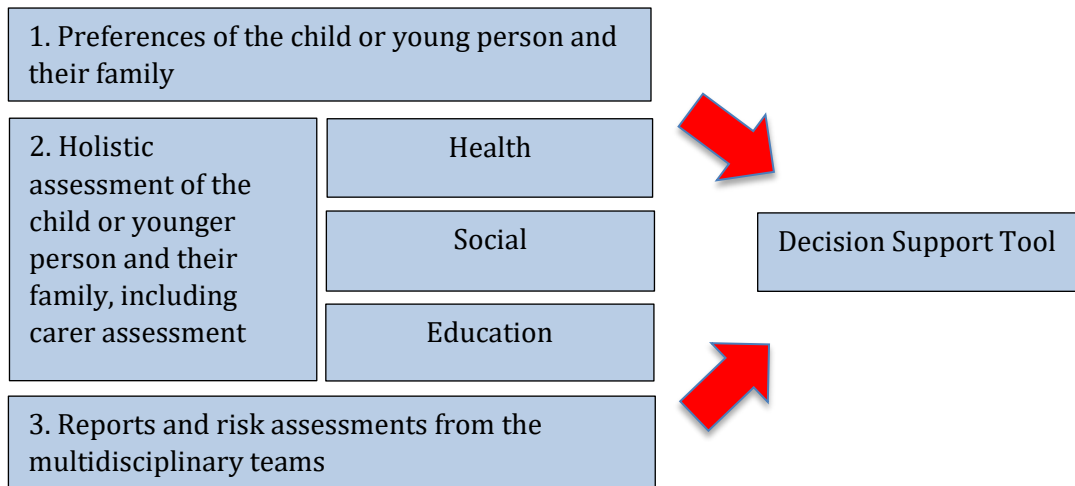 1. Preferences of the child or young person and
their family
2. Holistic
assessment of the
child or younger
person and their
family, including
carer assessment
Health
Social
Education
3. Reports and risk assessments from the
multidisciplinary teams
Decision Support Tool